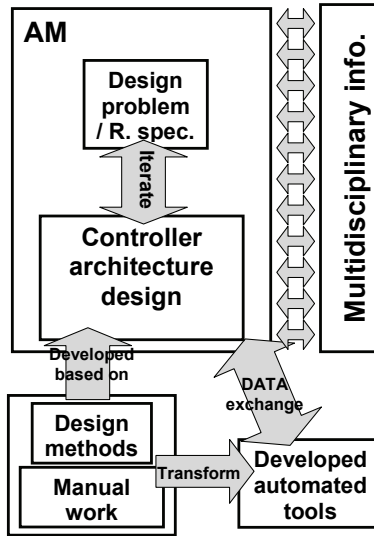 AM
Design
problem
/ R. spec.
Iterate
Controller
architecture
design
Multidisciplinary info.
Developed
based on
DATA
exchange
Design
methods
Manual
work
Transform
Developed
automated
tools